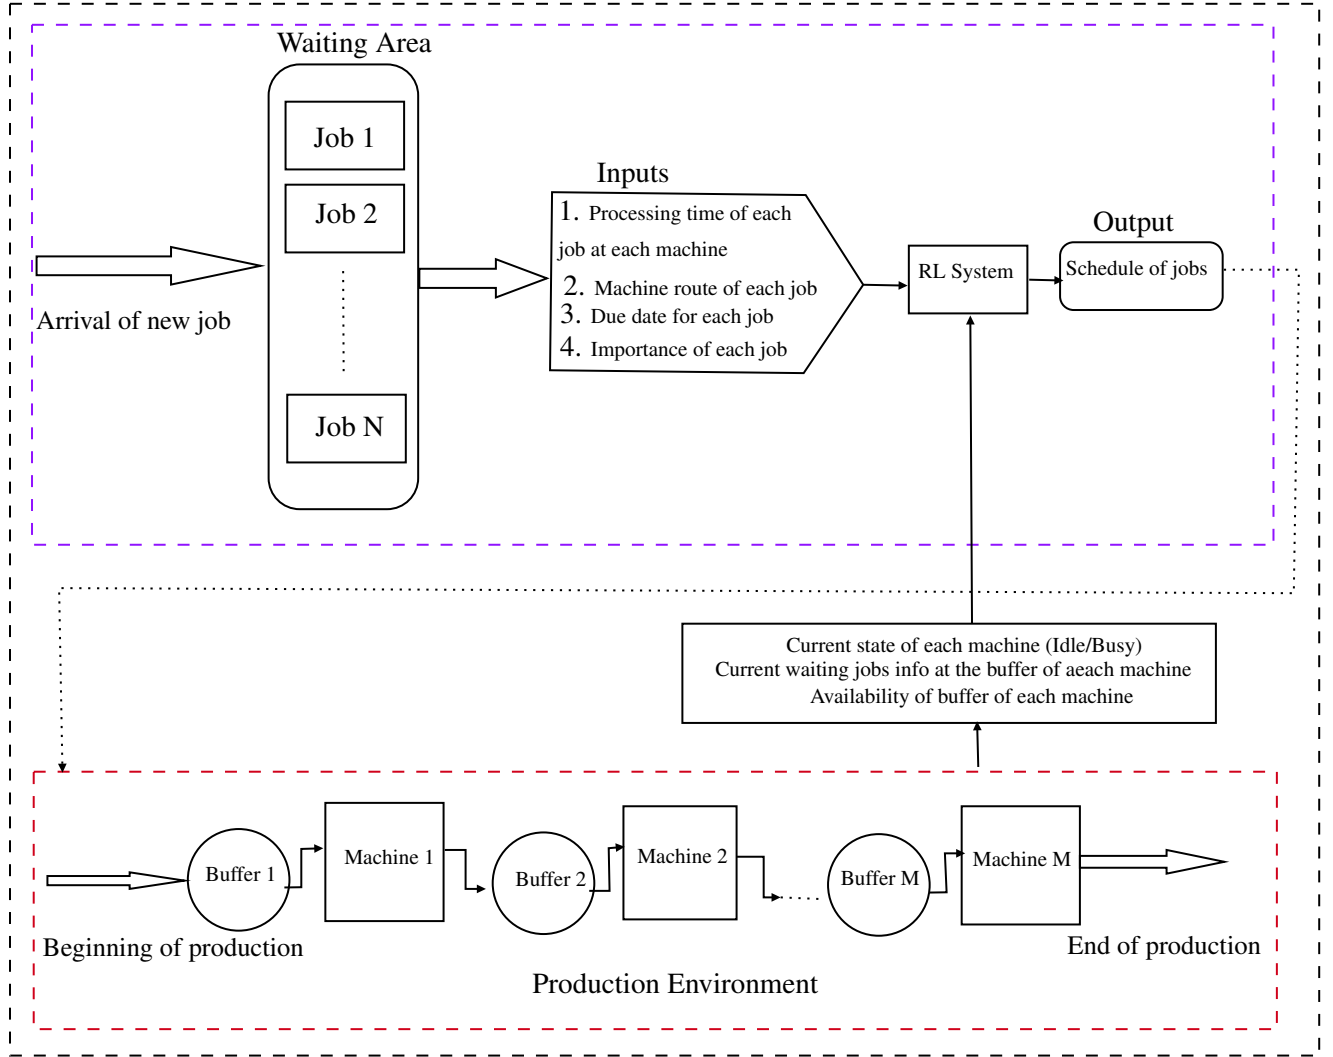 Waiting Area
Job 1
Job 2
Job N
Arrival of new job
Inputs
1. Processing time of each
job at each machine
2. Machine route of each job
3. Due date for each job
4. Importance of each job
RL System
Output
Schedule of jobs
Current state of each machine (Idle/Busy)
Current waiting jobs info at the buffer of aeach machine
Availability of buffer of each machine
Buffer 1
Machine 1
Buffer 2
Machine 2
Buffer M
Machine M
Beginning of production
End of production
Production Environment